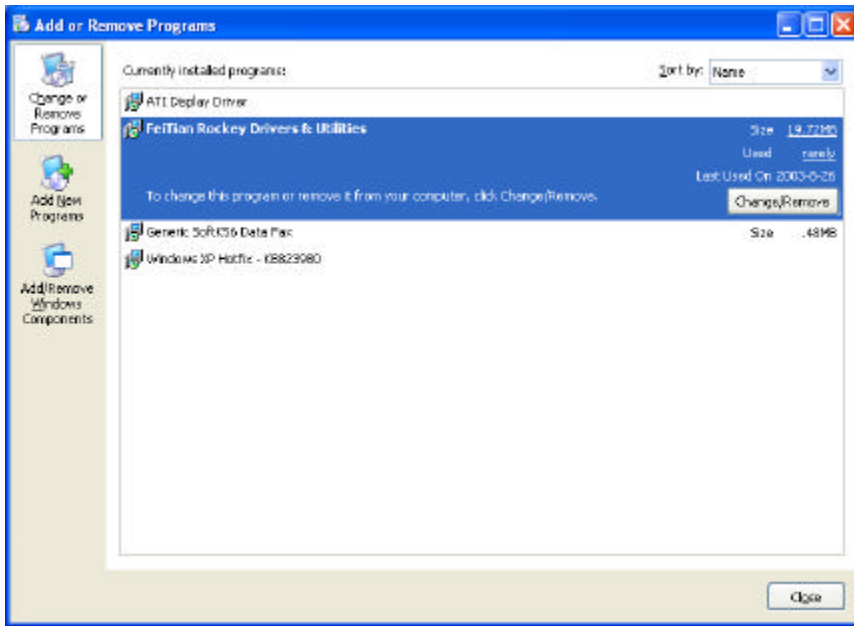 Add or Remove Programs
Change or
Remove
Programs
Add New
Programs
Add/Remove
Windows
Components
Currently installed programs:
Sort by: Name
ATI Display Driver
FeiTian Rockey Drivers & Utilities
Size 19.72MB
Used rarely
Last Used On 2003-8-26
To change this program or remove it from your computer, click Change/Remove.
Change/Remove
Generic SoftK56 Data Fax
Size .48MB
Windows XP Hotfix - KB823980
Close